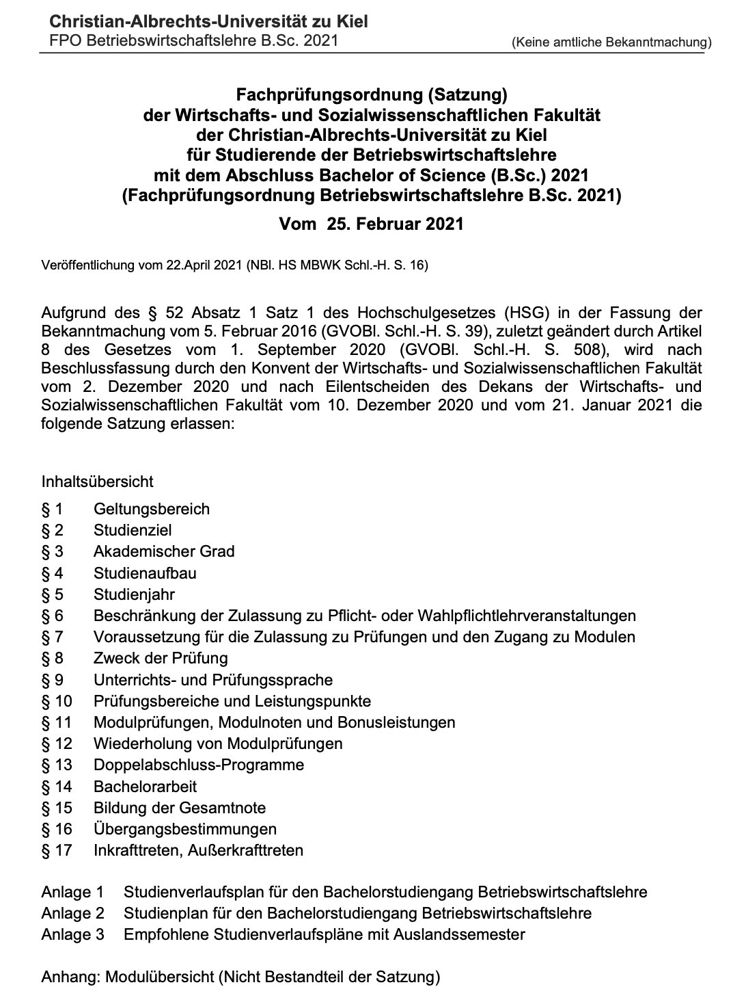 Christian-Albrechts-Universität zu Kiel
FPO Betriebswirtschaftslehre B.Sc. 2021 (Keine amtliche Bekanntmachung)
Fachprüfungsordnung (Satzung)
der Wirtschafts- und Sozialwissenschaftlichen Fakultät
der Christian-Albrechts-Universität zu Kiel
für Studierende der Betriebswirtschaftslehre
mit dem Abschluss Bachelor of Science (B.Sc.) 2021
(Fachprüfungsordnung Betriebswirtschaftslehre B.Sc. 2021)
Vom 25. Februar 2021
Veröffentlichung vom 22.April 2021 (NBl. HS MBWK Schl.-H. S. 16)
Aufgrund des § 52 Absatz 1 Satz 1 des Hochschulgesetzes (HSG) in der Fassung der
Bekanntmachung vom 5. Februar 2016 (GVOBl. Schl.-H. S. 39), zuletzt geändert durch Artikel
8 des Gesetzes vom 1. September 2020 (GVOBl. Schl.-H. S. 508), wird nach
Beschlussfassung durch den Konvent der Wirtschafts- und Sozialwissenschaftlichen Fakultät
vom 2. Dezember 2020 und nach Eilentscheiden des Dekans der Wirtschafts- und
Sozialwissenschaftlichen Fakultät vom 10. Dezember 2020 und vom 21. Januar 2021 die
folgende Satzung erlassen:
Inhaltsübersicht
§ 1 Geltungsbereich
§ 2 Studienziel
§ 3 Akademischer Grad
§ 4 Studienaufbau
§ 5 Studienjahr
§ 6 Beschränkung der Zulassung zu Pflicht- oder Wahlpflichtlehrveranstaltungen
§ 7 Voraussetzung für die Zulassung zu Prüfungen und den Zugang zu Modulen
§ 8 Zweck der Prüfung
§ 9 Unterrichts- und Prüfungssprache
§ 10 Prüfungsbereiche und Leistungspunkte
§ 11 Modulprüfungen, Modulnoten und Bonusleistungen
§ 12 Wiederholung von Modulprüfungen
§ 13 Doppelabschluss-Programme
§ 14 Bachelorarbeit
§ 15 Bildung der Gesamtnote
§ 16 Übergangsbestimmungen
§ 17 Inkrafttreten, Außerkrafttreten
Anlage 1 Studienverlaufsplan für den Bachelorstudiengang Betriebswirtschaftslehre
Anlage 2 Studienplan für den Bachelorstudiengang Betriebswirtschaftslehre
Anlage 3 Empfohlene Studienverlaufspläne mit Auslandssemester
Anhang: Modulübersicht (Nicht Bestandteil der Satzung)